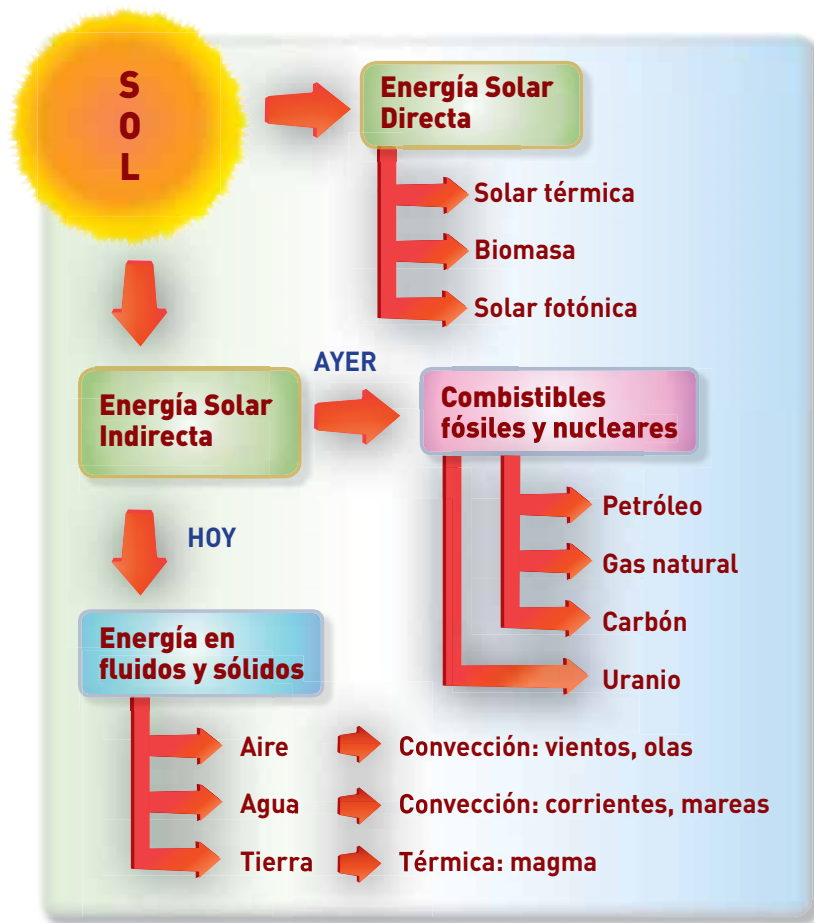 S
O
L
Energía Solar
Directa
Solar térmica
Biomasa
Solar fotónica
Energía Solar
Indirecta
AYER
Combistibles
fósiles y nucleares
Petróleo
Gas natural
Carbón
Uranio
HOY
Energía en
fluidos y sólidos
Aire
Convección: vientos, olas
Agua
Convección: corrientes, mareas
Tierra
Térmica: magma